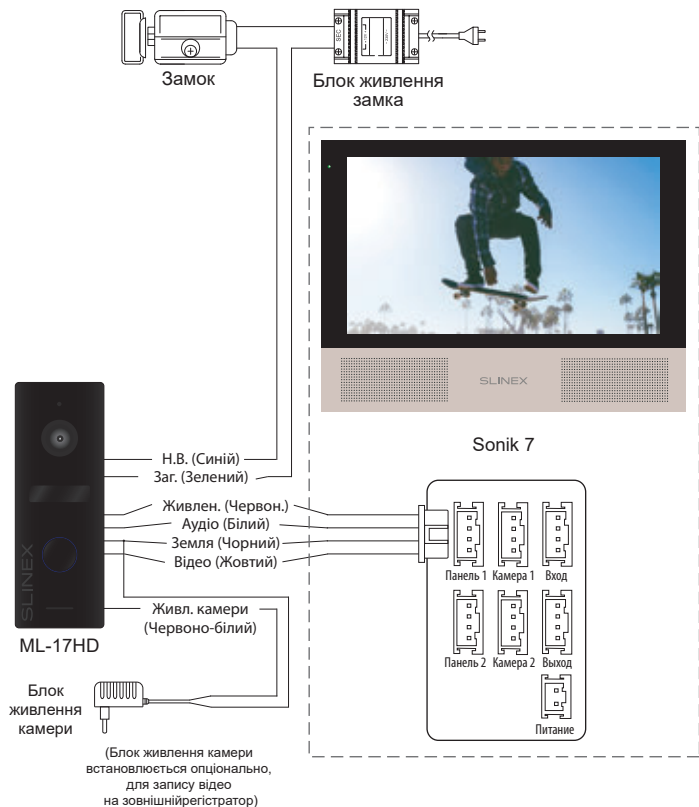 Замок
Блок живлення
замка
SEC
SLINEX
Sonik 7
Н.В. (Синій)
Заг. (Зелений)
Живлен. (Червон.)
Аудіо (Білий)
Земля (Чорний)
Відео (Жовтий)
Живл. камери
(Червоно-білий)
SLINEX
ML-17HD
Панель 1 Камера 1 Вход
Панель 2 Камера 2 Выход
Питание
Блок
живлення
камери
(Блок живлення камери
встановлюється опціонально,
для запису відео
на зовнішнійрегістратор)